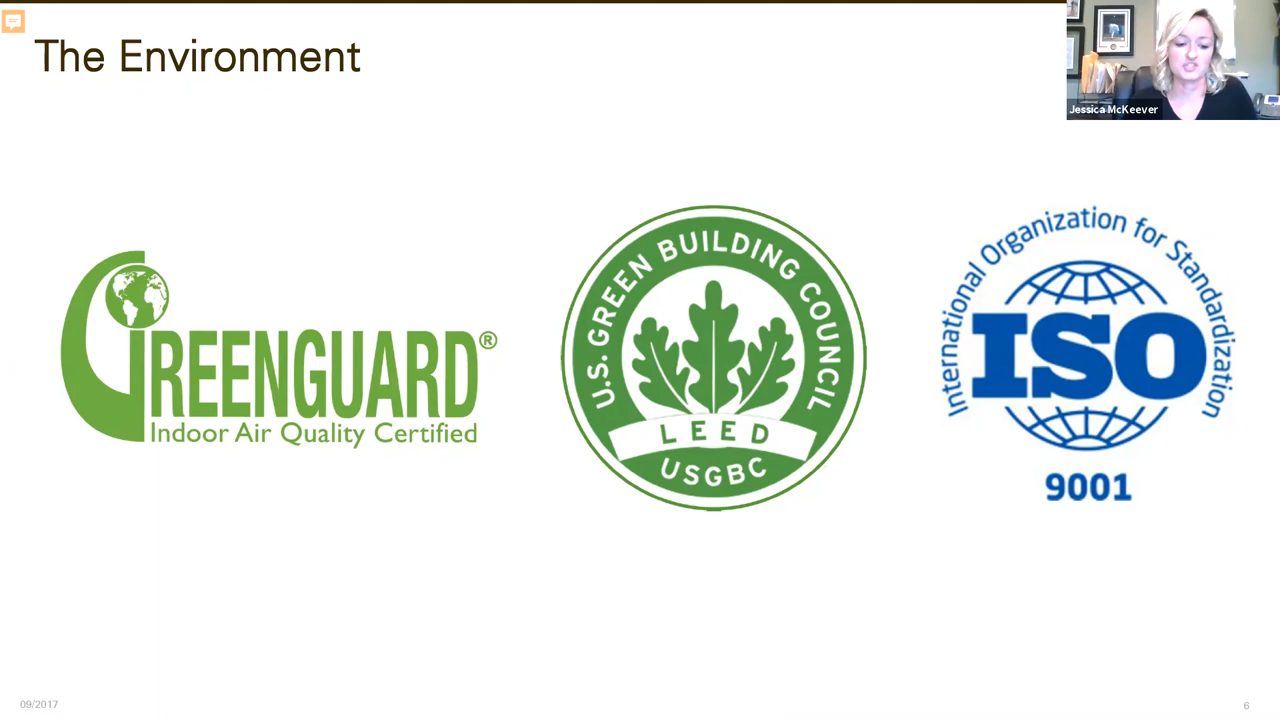 The Environment
Jessica McKeever
GREENGUARD®
Indoor Air Quality Certified
U.S. GREEN BUILDING COUNCIL
LEED
USGBC
International Organization for Standardization
ISO
9001
09/2017
6